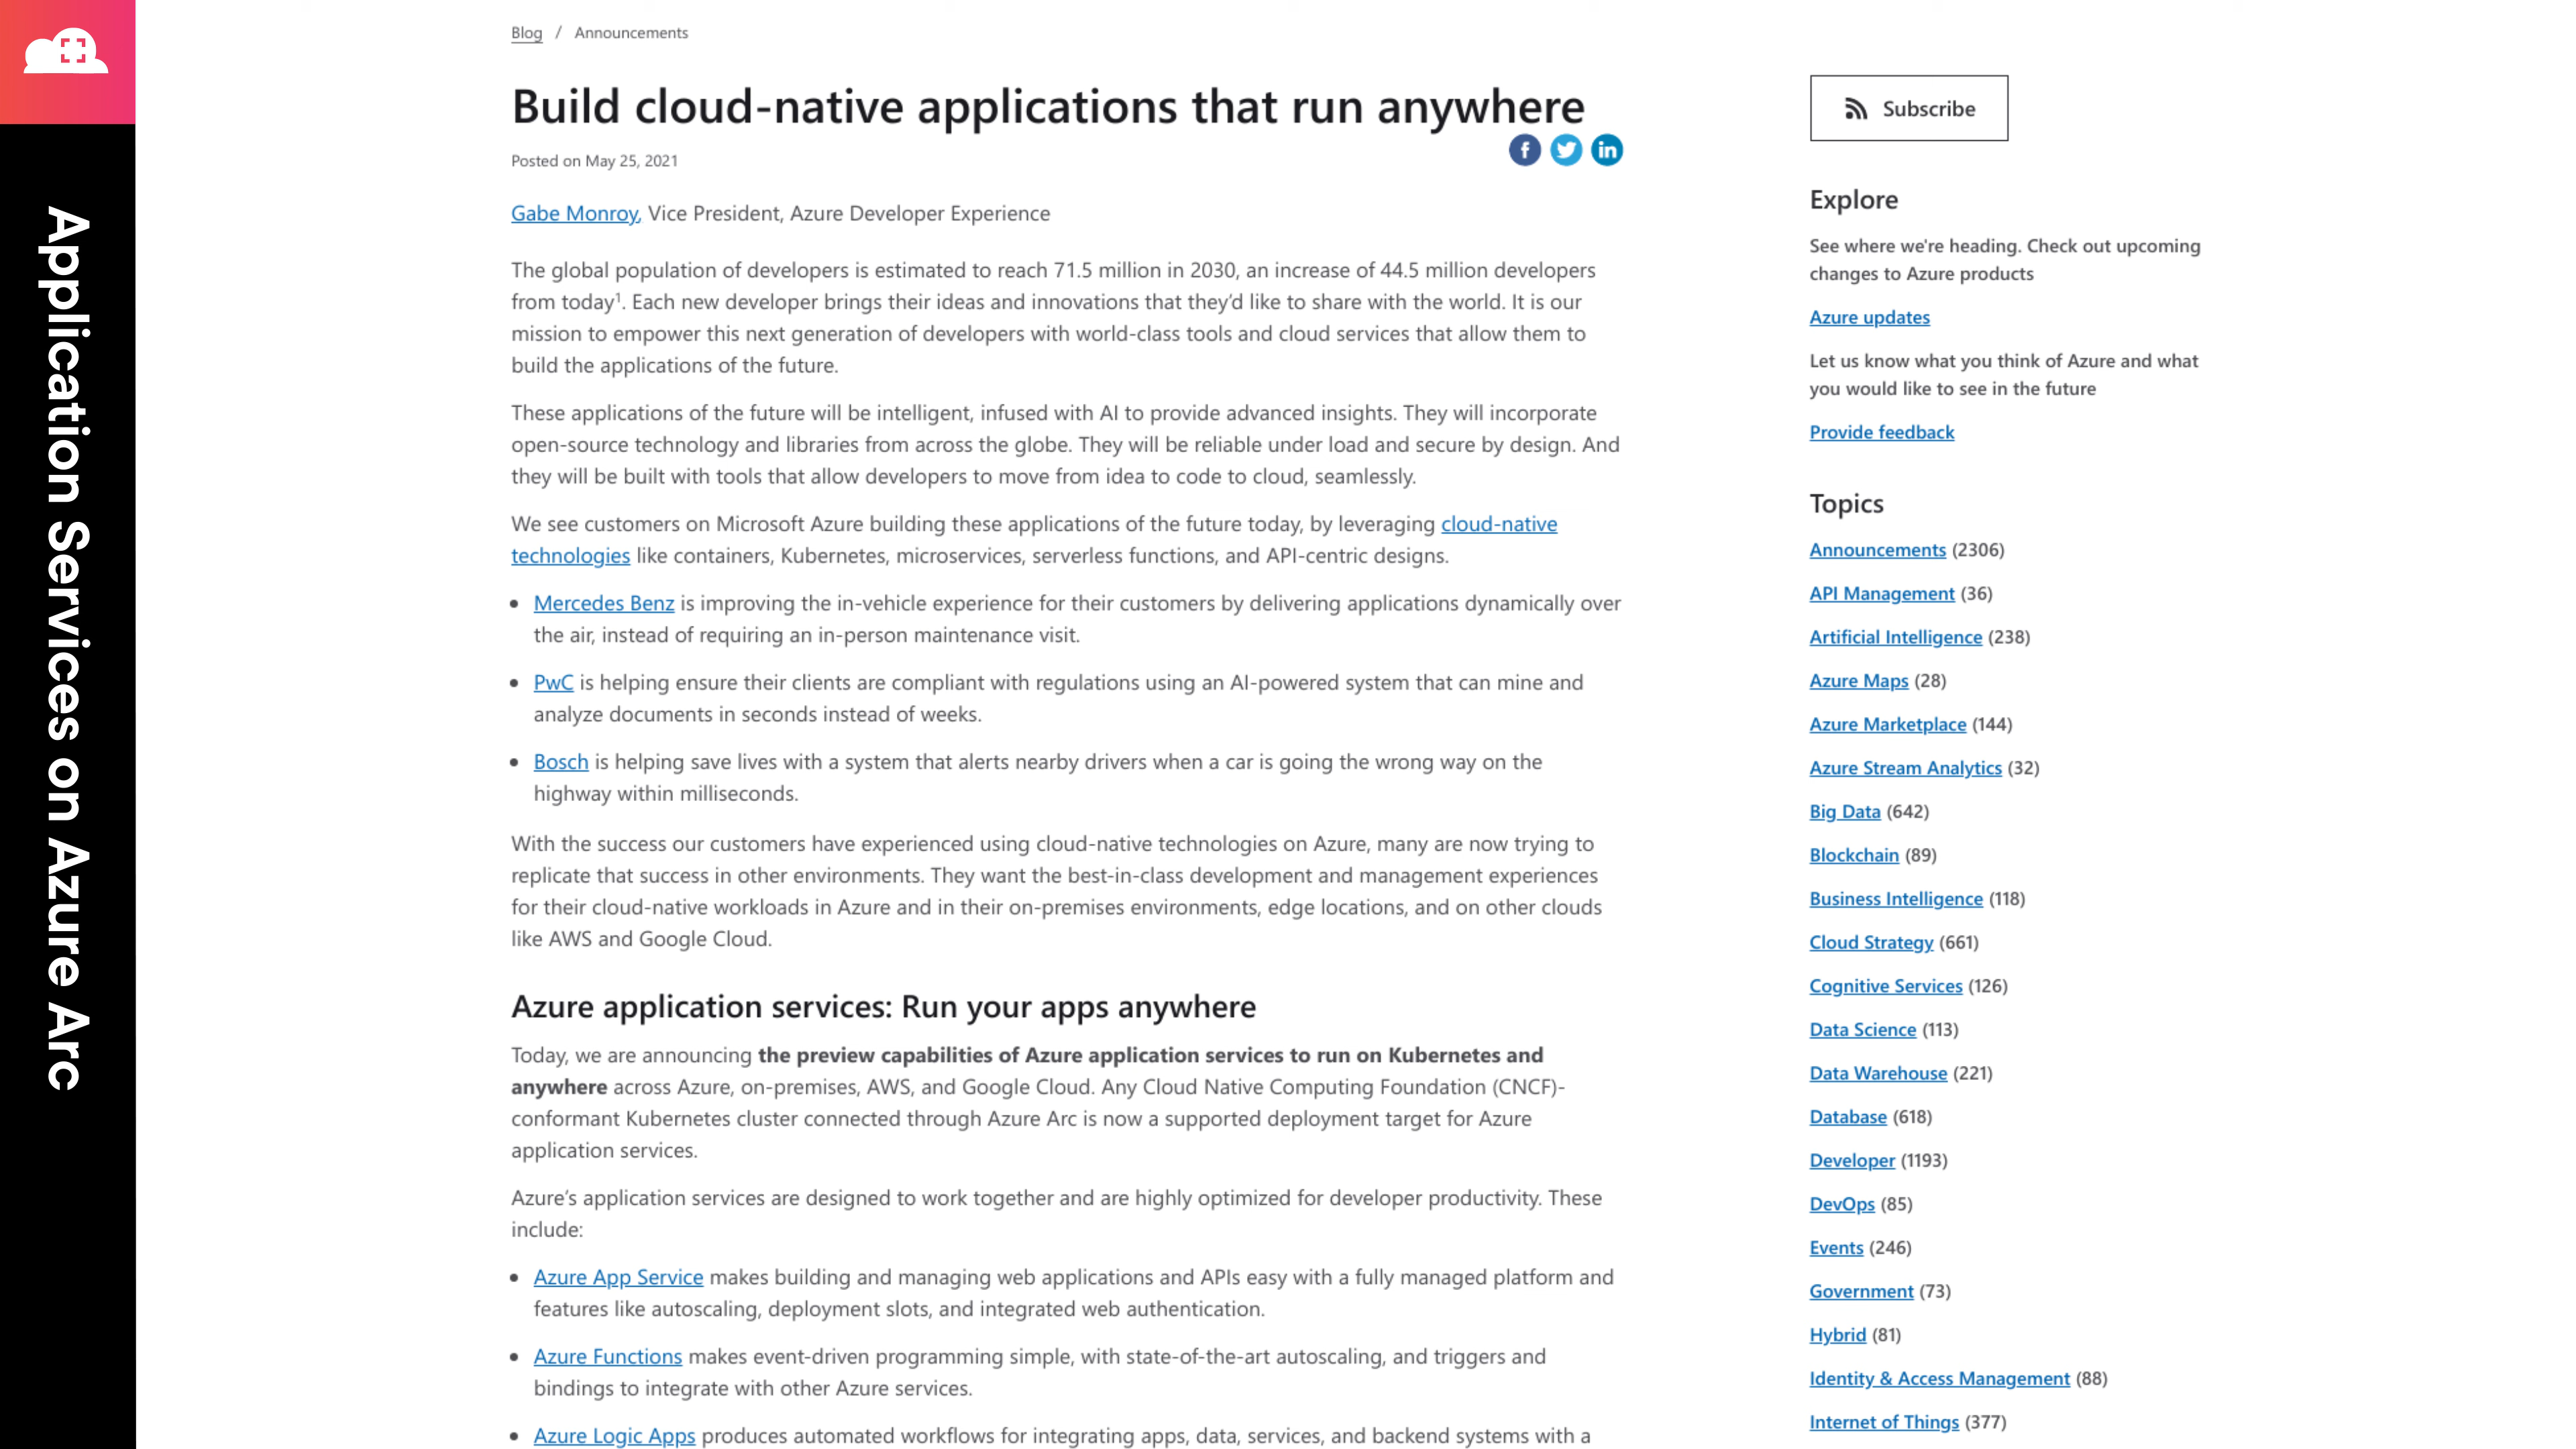 Application Services on Azure Arc
Blog / Announcements
Build cloud-native applications that run anywhere
Posted on May 25, 2021
Gabe Monroy, Vice President, Azure Developer Experience
The global population of developers is estimated to reach 71.5 million in 2030, an increase of 44.5 million developers
from today¹. Each new developer brings their ideas and innovations that they’d like to share with the world. It is our
mission to empower this next generation of developers with world-class tools and cloud services that allow them to
build the applications of the future.
These applications of the future will be intelligent, infused with AI to provide advanced insights. They will incorporate
open-source technology and libraries from across the globe. They will be reliable under load and secure by design. And
they will be built with tools that allow developers to move from idea to code to cloud, seamlessly.
We see customers on Microsoft Azure building these applications of the future today, by leveraging cloud-native
technologies like containers, Kubernetes, microservices, serverless functions, and API-centric designs.
• Mercedes Benz is improving the in-vehicle experience for their customers by delivering applications dynamically over
the air, instead of requiring an in-person maintenance visit.
• PwC is helping ensure their clients are compliant with regulations using an AI-powered system that can mine and
analyze documents in seconds instead of weeks.
• Bosch is helping save lives with a system that alerts nearby drivers when a car is going the wrong way on the
highway within milliseconds.
With the success our customers have experienced using cloud-native technologies on Azure, many are now trying to
replicate that success in other environments. They want the best-in-class development and management experiences
for their cloud-native workloads in Azure and in their on-premises environments, edge locations, and on other clouds
like AWS and Google Cloud.
Azure application services: Run your apps anywhere
Today, we are announcing the preview capabilities of Azure application services to run on Kubernetes and
anywhere across Azure, on-premises, AWS, and Google Cloud. Any Cloud Native Computing Foundation (CNCF)-
conformant Kubernetes cluster connected through Azure Arc is now a supported deployment target for Azure
application services.
Azure’s application services are designed to work together and are highly optimized for developer productivity. These
include:
• Azure App Service makes building and managing web applications and APIs easy with a fully managed platform and
features like autoscaling, deployment slots, and integrated web authentication.
• Azure Functions makes event-driven programming simple, with state-of-the-art autoscaling, and triggers and
bindings to integrate with other Azure services.
• Azure Logic Apps produces automated workflows for integrating apps, data, services, and backend systems with a
Subscribe
Explore
See where we're heading. Check out upcoming
changes to Azure products
Azure updates
Let us know what you think of Azure and what
you would like to see in the future
Provide feedback
Topics
Announcements (2306)
API Management (36)
Artificial Intelligence (238)
Azure Maps (28)
Azure Marketplace (144)
Azure Stream Analytics (32)
Big Data (642)
Blockchain (89)
Business Intelligence (118)
Cloud Strategy (661)
Cognitive Services (126)
Data Science (113)
Data Warehouse (221)
Database (618)
Developer (1193)
DevOps (85)
Events (246)
Government (73)
Hybrid (81)
Identity & Access Management (88)
Internet of Things (377)